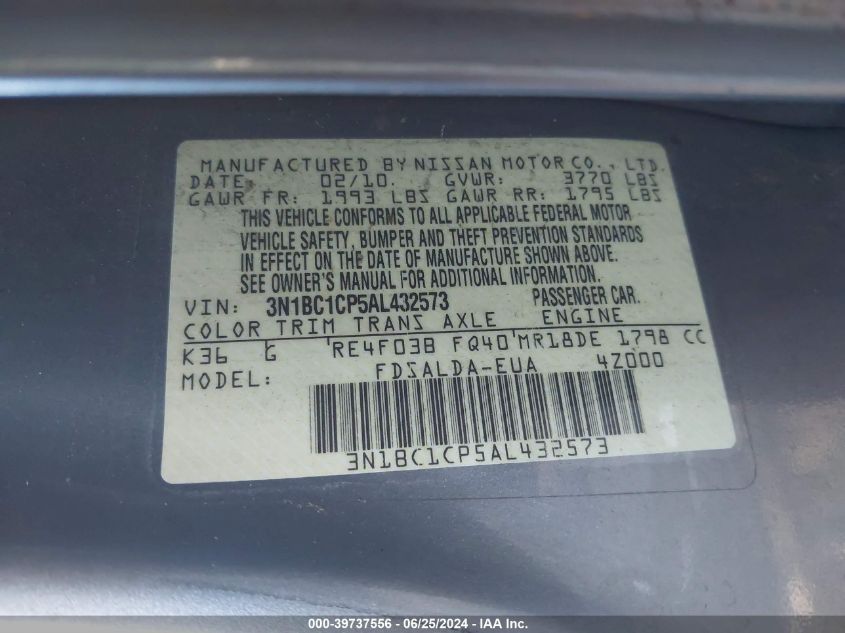 MANUFACTURED BY NISSAN MOTOR CO., LTD.
DATE: 02/10. GVWR: 3770 LBS
GAWR FR: 1993 LBS GAWR RR: 1795 LBS
THIS VEHICLE CONFORMS TO ALL APPLICABLE FEDERAL MOTOR
VEHICLE SAFETY, BUMPER AND THEFT PREVENTION STANDARDS
IN EFFECT ON THE DATE OF MANUFACTURE SHOWN ABOVE.
SEE OWNER'S MANUAL FOR ADDITIONAL INFORMATION.
VIN: 3N1BC1CP5AL432573 PASSENGER CAR.
COLOR TRIM TRANS AXLE ENGINE
K36 G RE4F03B FQ40 MR18DE 1798 CC
MODEL: FDSALDA-EUA 4Z000
3N1BC1CP5AL432573
000-39737556 - 06/25/2024 - IAA Inc.